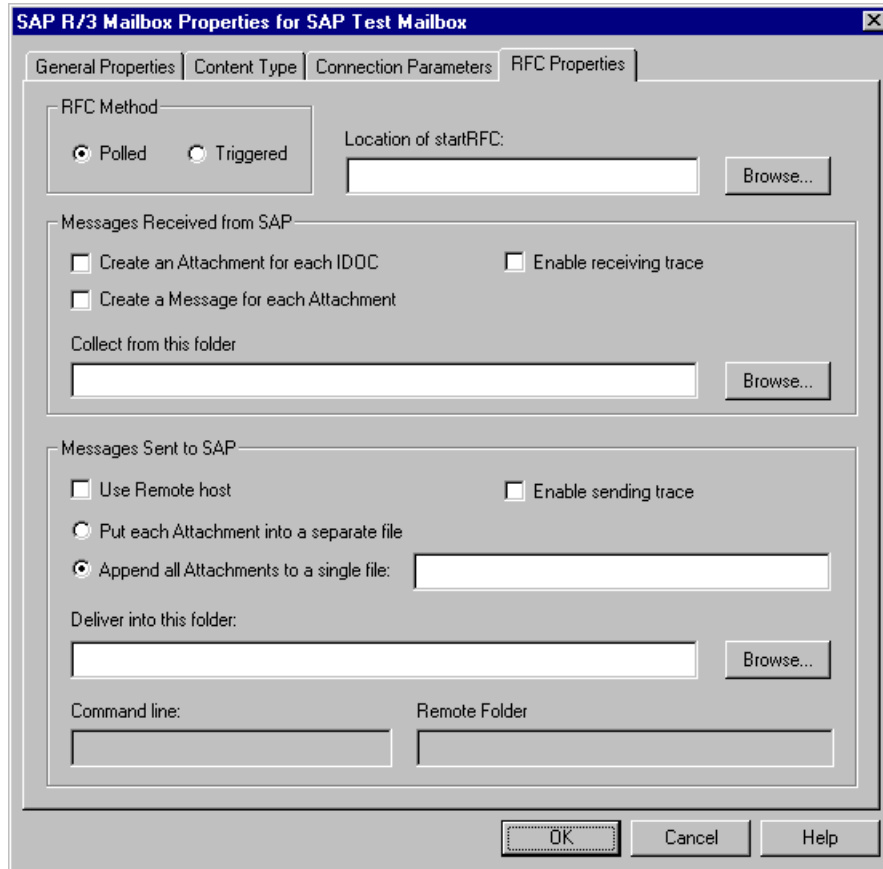 SAP R/3 Mailbox Properties for SAP Test Mailbox
General Properties Content Type Connection Parameters RFC Properties
RFC Method
Polled Triggered
Location of startRFC:
Browse...
Messages Received from SAP
Create an Attachment for each IDOC
Enable receiving trace
Create a Message for each Attachment
Collect from this folder
Browse...
Messages Sent to SAP
Use Remote host
Enable sending trace
Put each Attachment into a separate file
Append all Attachments to a single file:
Deliver into this folder:
Browse...
Command line:
Remote Folder
OK Cancel Help